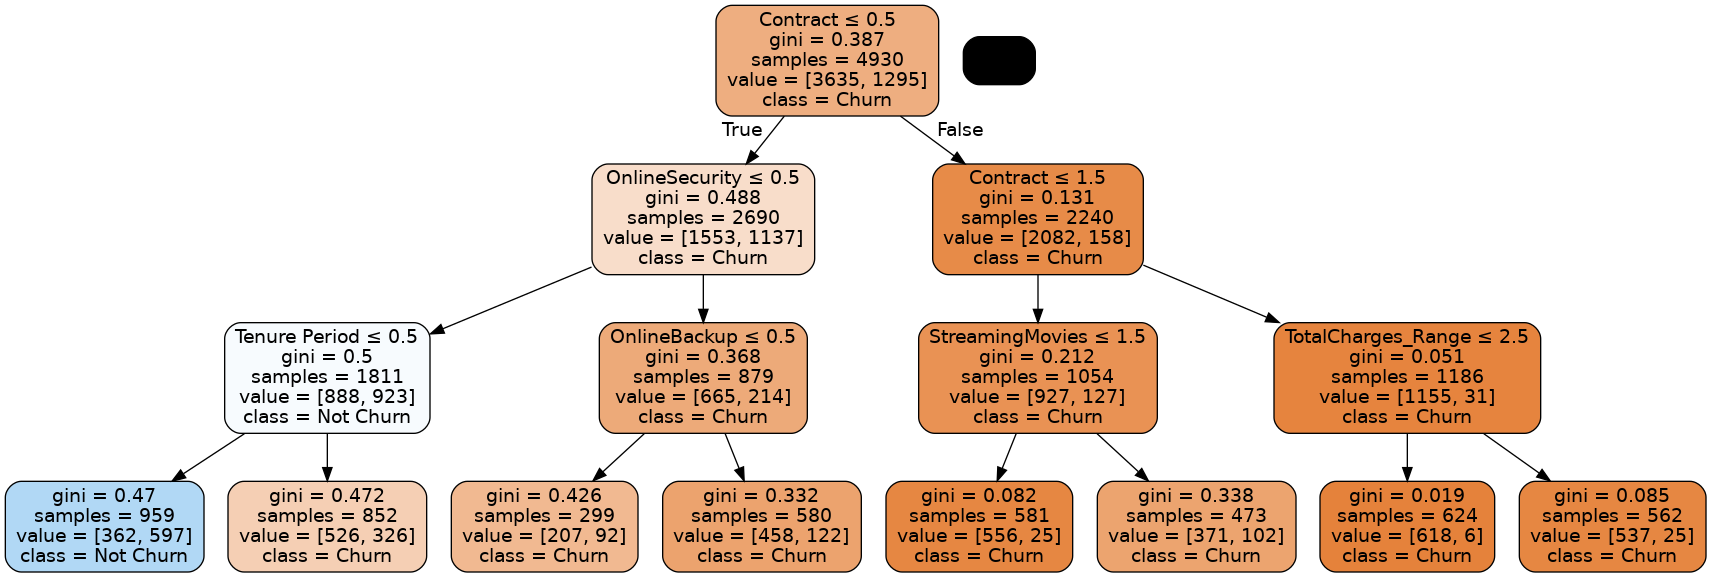 Contract ≤ 0.5
gini = 0.387
samples = 4930
value = [3635, 1295]
class = Churn
True
False
OnlineSecurity ≤ 0.5
gini = 0.488
samples = 2690
value = [1553, 1137]
class = Churn
Contract ≤ 1.5
gini = 0.131
samples = 2240
value = [2082, 158]
class = Churn
Tenure Period ≤ 0.5
gini = 0.5
samples = 1811
value = [888, 923]
class = Not Churn
OnlineBackup ≤ 0.5
gini = 0.368
samples = 879
value = [665, 214]
class = Churn
StreamingMovies ≤ 1.5
gini = 0.212
samples = 1054
value = [927, 127]
class = Churn
TotalCharges_Range ≤ 2.5
gini = 0.051
samples = 1186
value = [1155, 31]
class = Churn
gini = 0.47
samples = 959
value = [362, 597]
class = Not Churn
gini = 0.472
samples = 852
value = [526, 326]
class = Churn
gini = 0.426
samples = 299
value = [207, 92]
class = Churn
gini = 0.332
samples = 580
value = [458, 122]
class = Churn
gini = 0.082
samples = 581
value = [556, 25]
class = Churn
gini = 0.338
samples = 473
value = [371, 102]
class = Churn
gini = 0.019
samples = 624
value = [618, 6]
class = Churn
gini = 0.085
samples = 562
value = [537, 25]
class = Churn